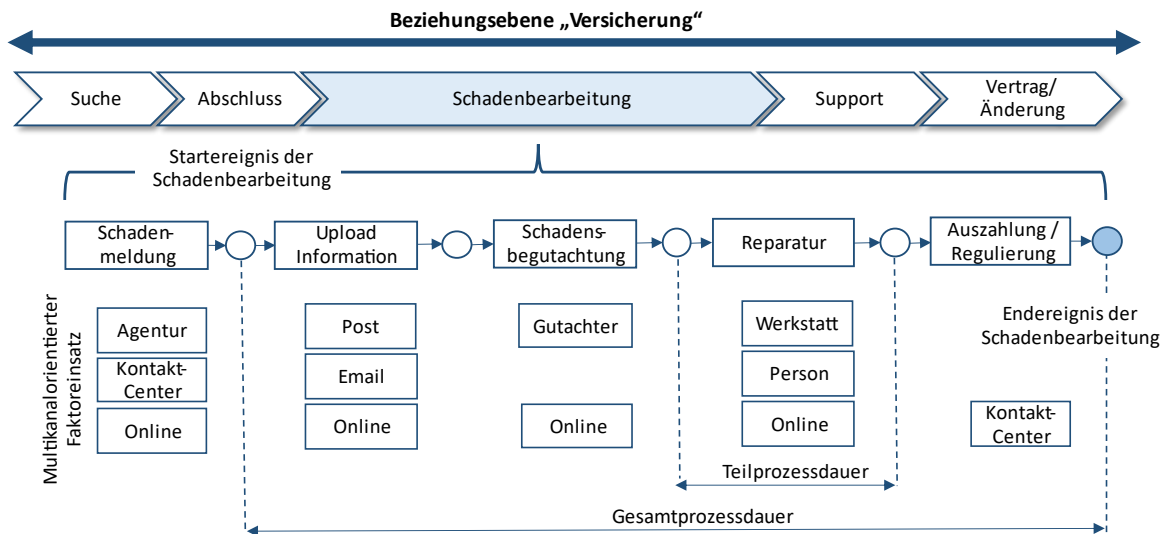 Beziehungsebene „Versicherung“
Suche
Abschluss
Schadenbearbeitung
Support
Vertrag/
Änderung
Startereignis der
Schadenbearbeitung
Schaden-
meldung
Upload
Information
Schadens-
begutachtung
Reparatur
Auszahlung /
Regulierung
Multikanalorientierter
Faktoreinsatz
Agentur
Kontakt-
Center
Online
Post
Email
Online
Gutachter
Online
Werkstatt
Person
Online
Endereignis der
Schadenbearbeitung
Kontakt-
Center
Teilprozessdauer
Gesamtprozessdauer